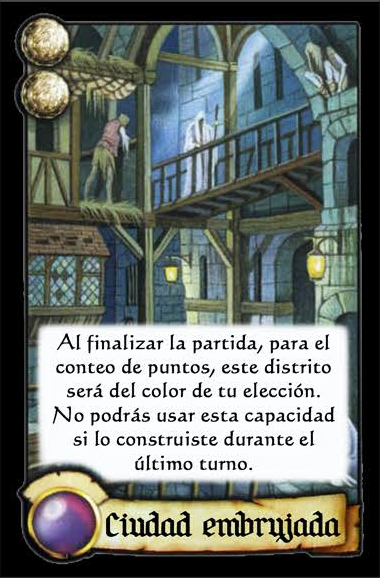 Al finalizar la partida, para el
conteo de puntos, este distrito
será del color de tu elección.
No podrás usar esta capacidad
si lo construiste durante el
último turno.
Ciudad embrujada